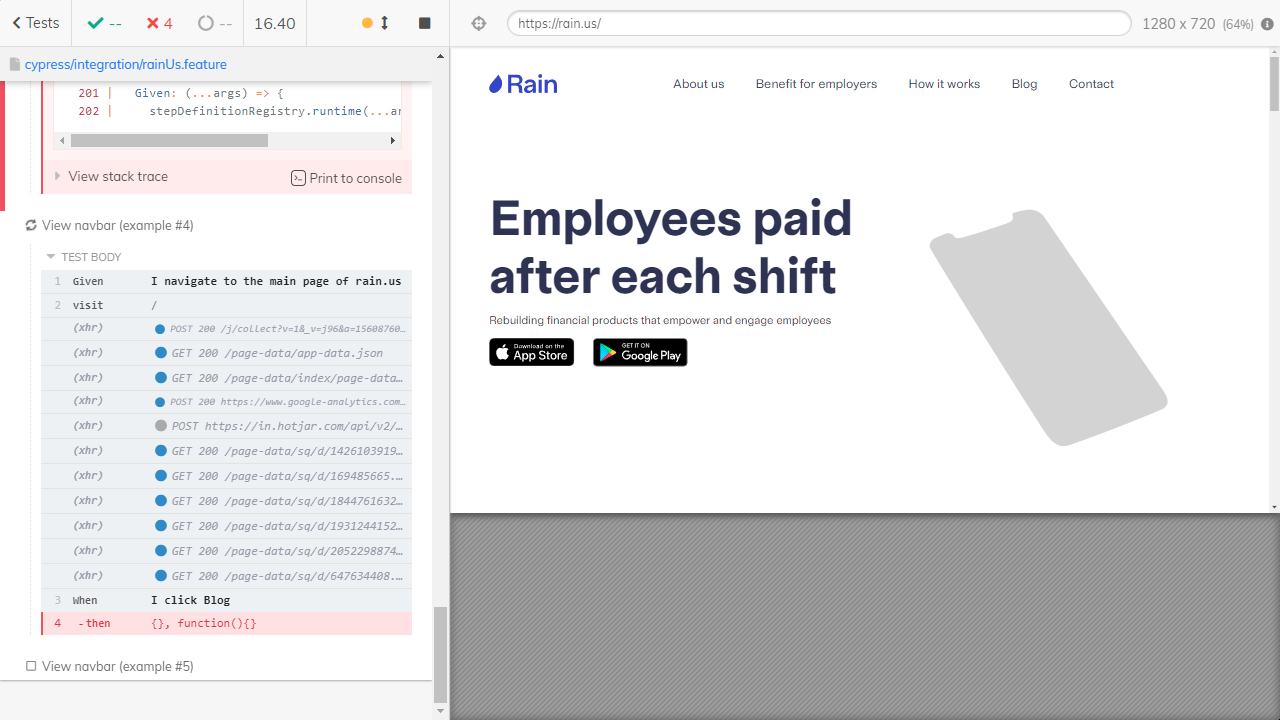 Tests
--
4
--
16.40
https://rain.us/
1280 x 720 (64%)
cypress/integration/rainUs.feature
201 | Given: (...args) => {
202 | stepDefinitionRegistry.runtime(...ar
View stack trace
Print to console
View navbar (example #4)
TEST BODY
1 Given I navigate to the main page of rain.us
2 visit /
(xhr) POST 200 /j/collect?v=1&_v=j96&a=15608760…
(xhr) GET 200 /page-data/app-data.json
(xhr) GET 200 /page-data/index/page-data…
(xhr) POST 200 https://www.google-analytics.com…
(xhr) POST https://in.hotjar.com/api/v2/…
(xhr) GET 200 /page-data/sq/d/1426103919…
(xhr) GET 200 /page-data/sq/d/169485665.…
(xhr) GET 200 /page-data/sq/d/1844761632…
(xhr) GET 200 /page-data/sq/d/1931244152…
(xhr) GET 200 /page-data/sq/d/2052298874…
(xhr) GET 200 /page-data/sq/d/647634408.…
3 When I click Blog
4 -then {}, function(){}
View navbar (example #5)
Rain
About us
Benefit for employers
How it works
Blog
Contact
Employees paid
after each shift
Rebuilding financial products that empower and engage employees
Download on the
App Store
GET IT ON
Google Play